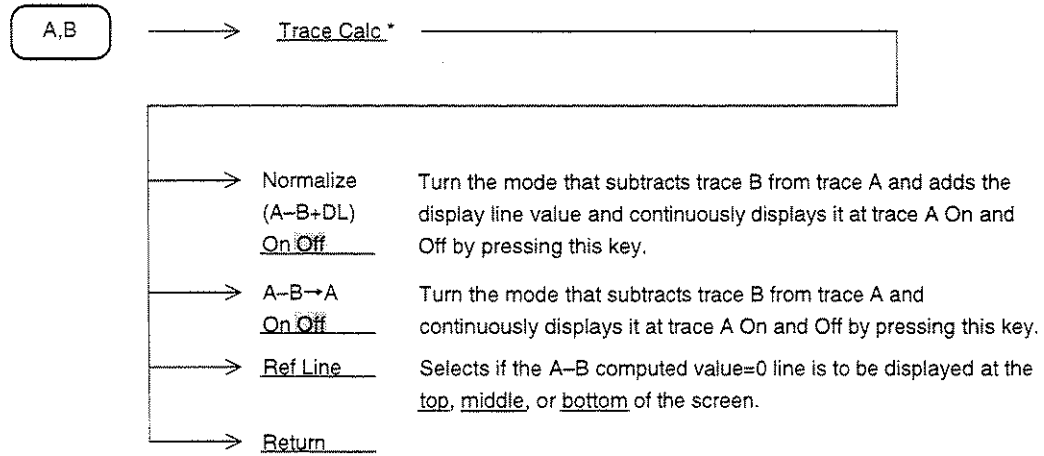 A,B
Trace Calc *
Normalize
(A–B+DL)
On Off
Turn the mode that subtracts trace B from trace A and adds the
display line value and continuously displays it at trace A On and
Off by pressing this key.
A–B→A
On Off
Turn the mode that subtracts trace B from trace A and
continuously displays it at trace A On and Off by pressing this key.
Ref Line
Selects if the A–B computed value=0 line is to be displayed at the
top, middle, or bottom of the screen.
Return